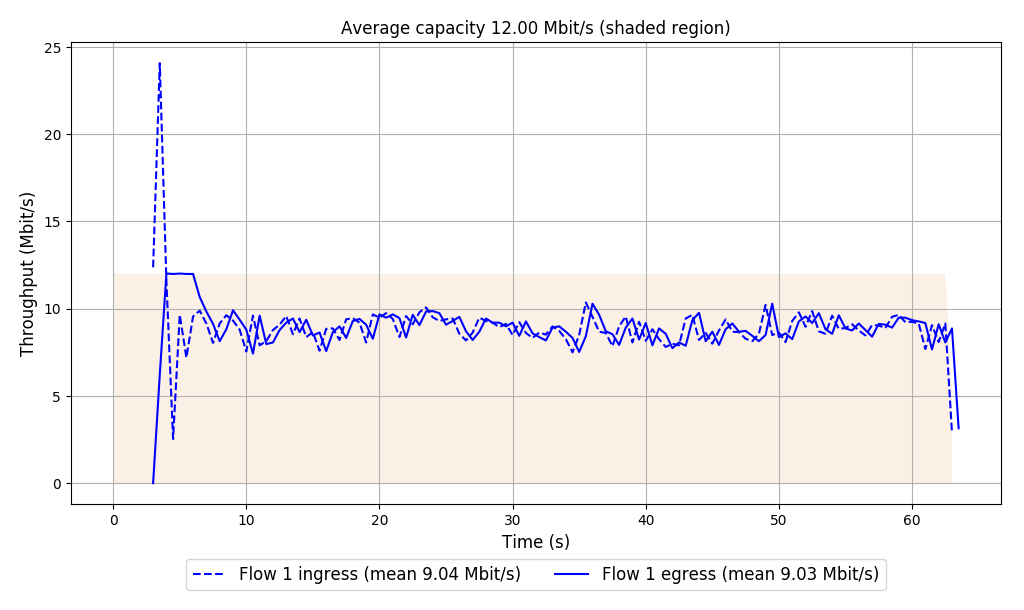 Average capacity 12.00 Mbit/s (shaded region)
25
20
15
10
5
0
Throughput (Mbit/s)
0 10 20 30 40 50 60
Time (s)
Flow 1 ingress (mean 9.04 Mbit/s) Flow 1 egress (mean 9.03 Mbit/s)